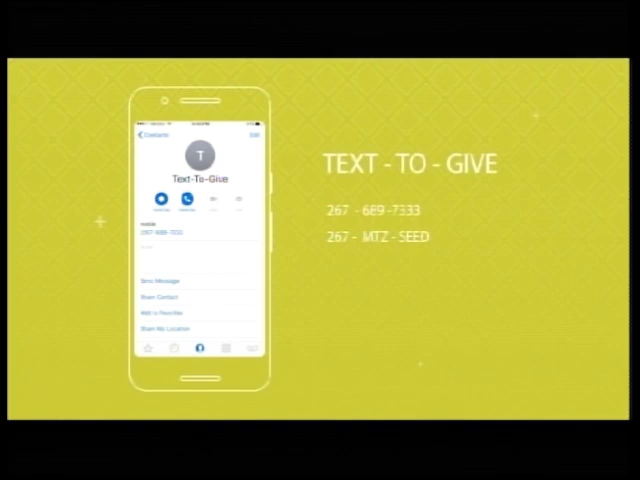 Contacts
Edit
T
Text-To-Give
mobile
Send Message
Share Contact
Add to Favorites
Share My Location
TEXT - TO - GIVE
267 - 689 -7333
267 - MTZ - SEED